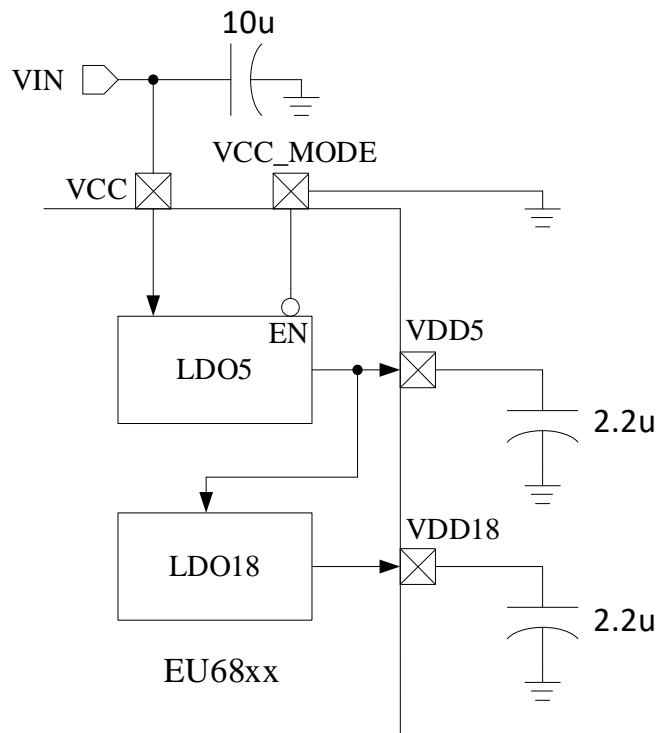 10u
VIN
VCC_MODE
VCC
EN
VDD5
LDO5
2.2u
VDD18
LDO18
2.2u
EU68xx